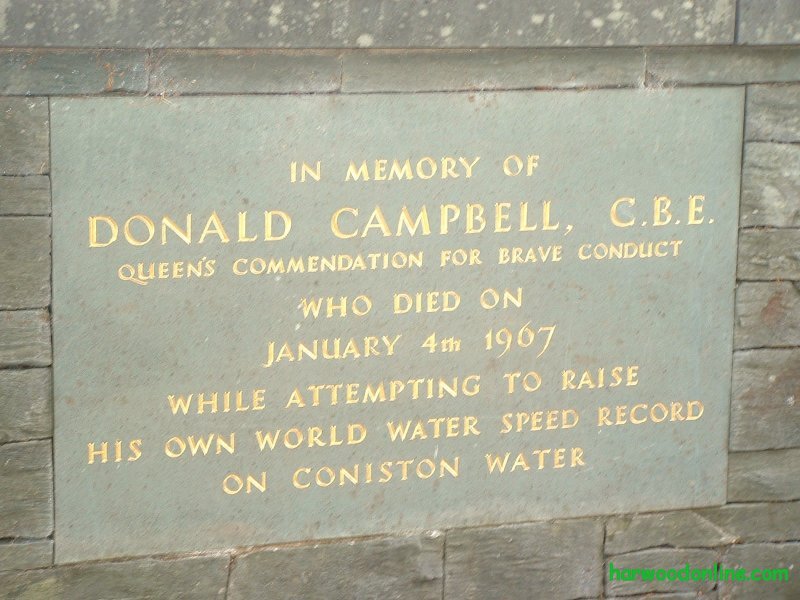 IN MEMORY OF
DONALD CAMPBELL, C.B.E.
QUEEN'S COMMENDATION FOR BRAVE CONDUCT
WHO DIED ON
JANUARY 4TH 1967
WHILE ATTEMPTING TO RAISE
HIS OWN WORLD WATER SPEED RECORD
ON CONISTON WATER
harwoodonline.com